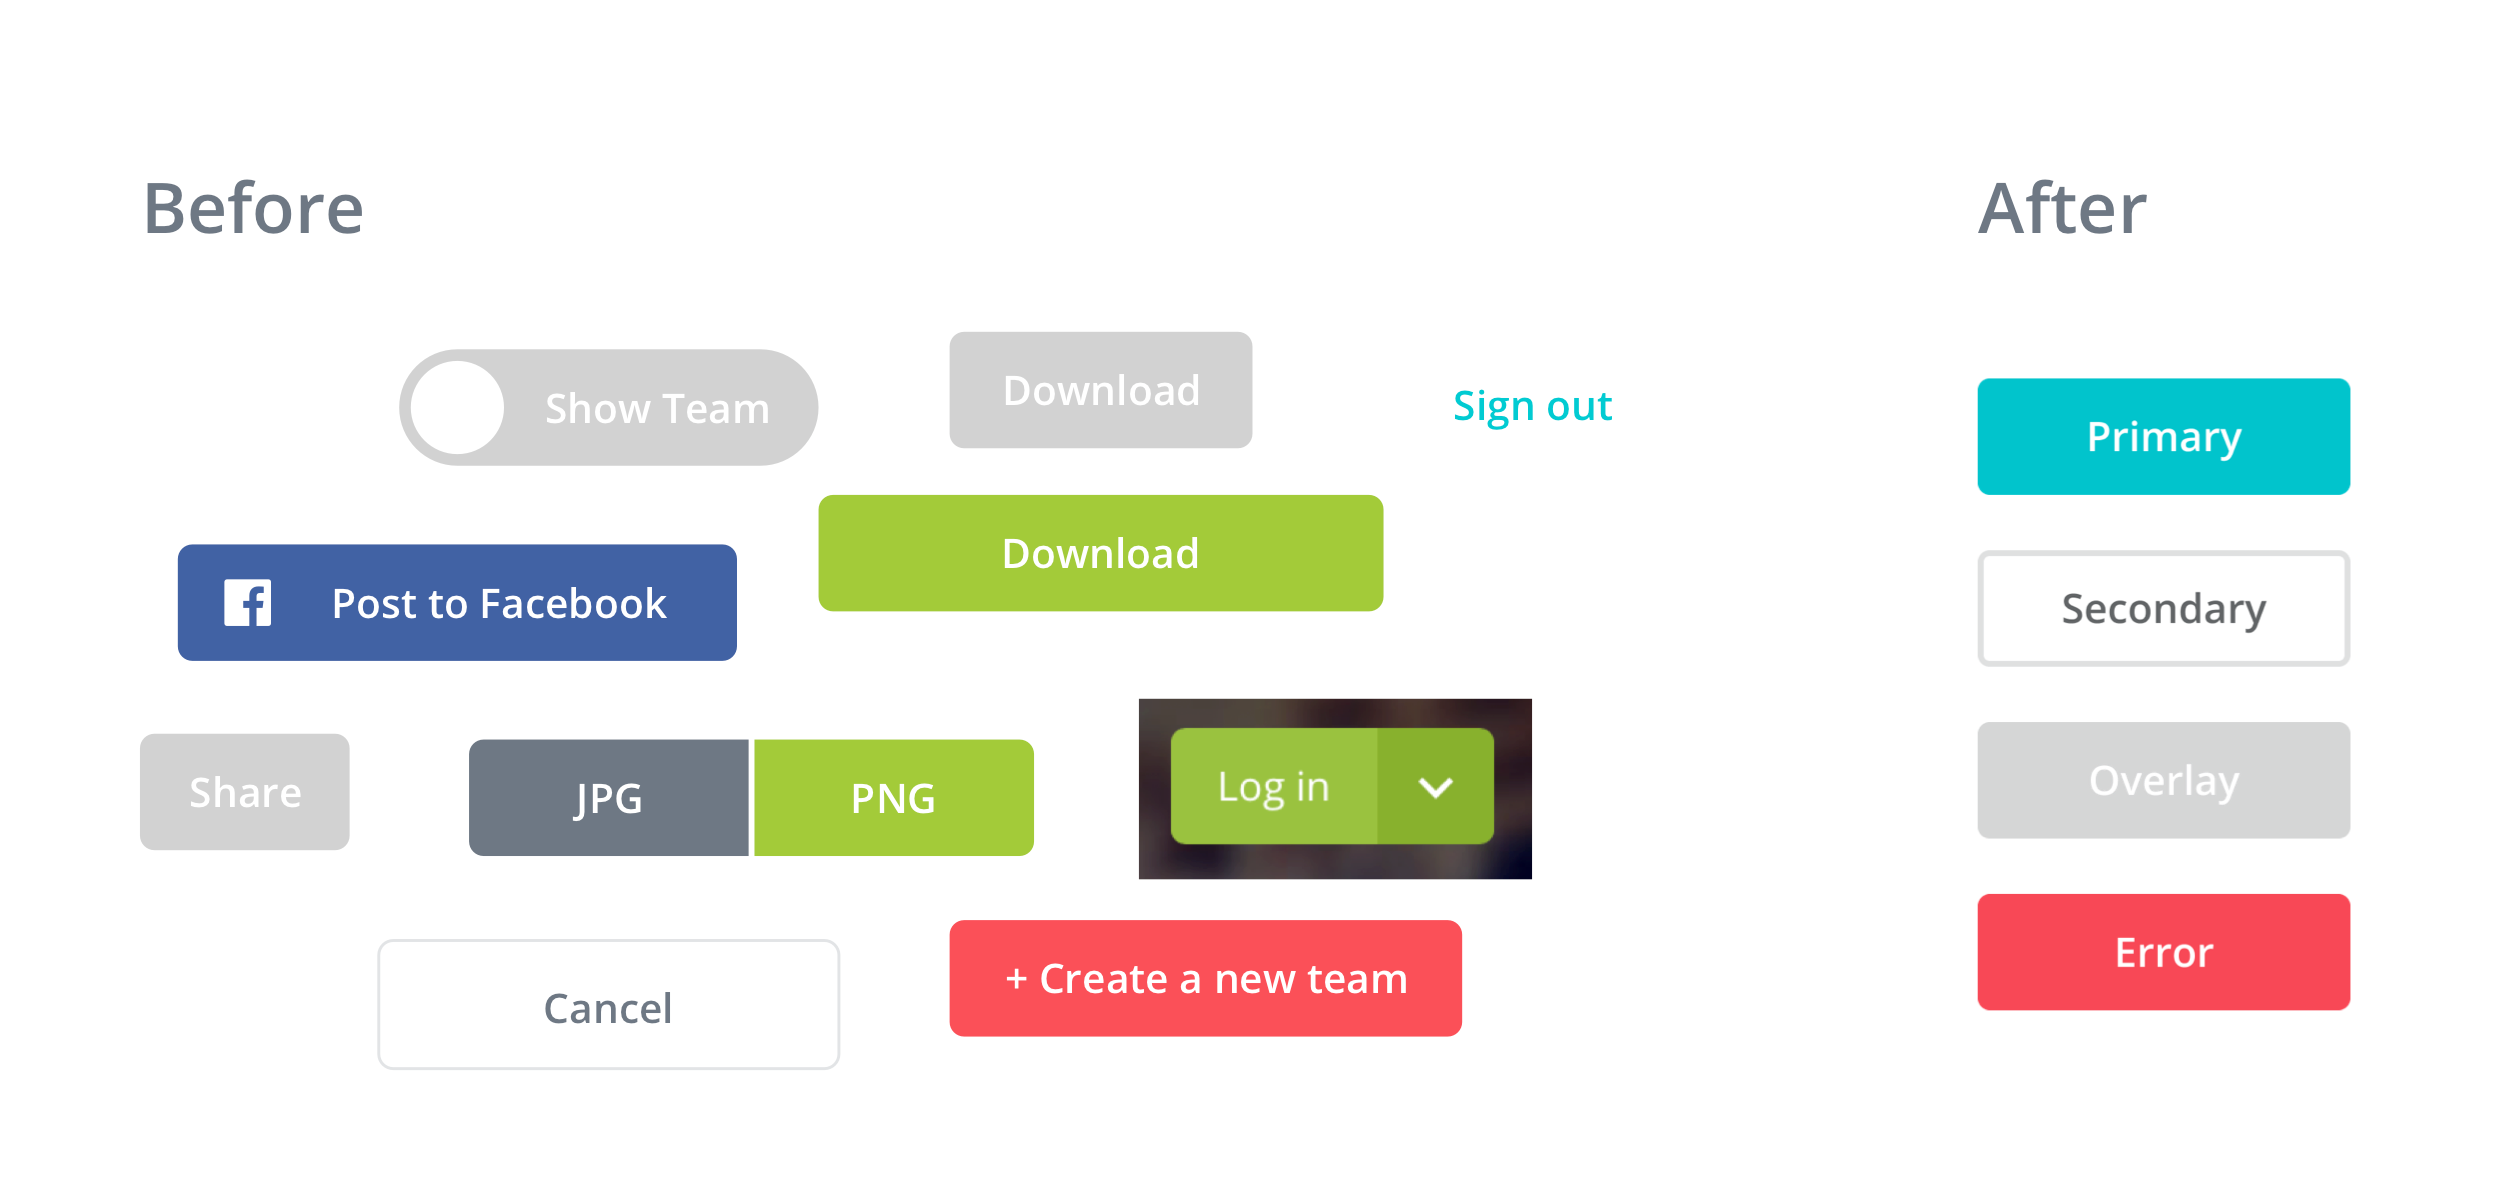 Before
After
Show Team
Download
Sign out
Primary
Download
Post to Facebook
Secondary
Share
JPG
PNG
Log in
Overlay
Cancel
+ Create a new team
Error